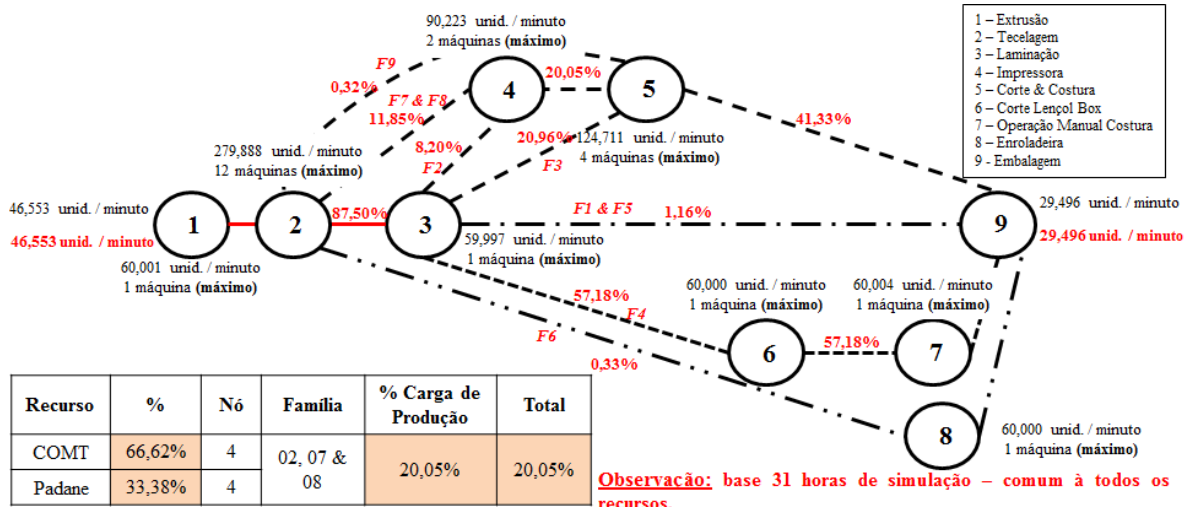 90,223 unid. / minuto
2 máquinas (máximo)
1 – Extrusão
2 – Tecelagem
3 – Laminação
4 – Impressora
5 – Corte & Costura
6 – Corte Lençol Box
7 – Operação Manual Costura
8 – Enroladeira
9 - Embalagem
F9
0,32%
F7 & F8
11,85%
4
20,05%
5
41,33%
8,20%
F2
20,96%
F3
124,711 unid. / minuto
4 máquinas (máximo)
279,888 unid. / minuto
12 máquinas (máximo)
46,553 unid. / minuto
46,553 unid. / minuto
1
2
87,50%
3
F1 & F5
1,16%
9
29,496 unid. / minuto
29,496 unid. / minuto
60,001 unid. / minuto
1 máquina (máximo)
59,997 unid. / minuto
1 máquina (máximo)
57,18%
F4
F6
0,33%
60,000 unid. / minuto
1 máquina (máximo)
60,004 unid. / minuto
1 máquina (máximo)
6
57,18%
7
8
60,000 unid. / minuto
1 máquina (máximo)
Recurso % Nó Família % Carga de Produção Total
COMT 66,62% 4 02, 07 & 08 20,05% 20,05%
Padane 33,38% 4
Observação: base 31 horas de simulação – comum à todos os
recursos